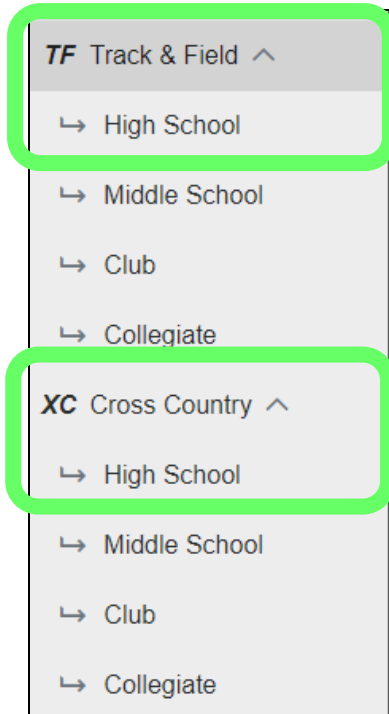 TF Track & Field
High School
Middle School
Club
Collegiate
XC Cross Country
High School
Middle School
Club
Collegiate